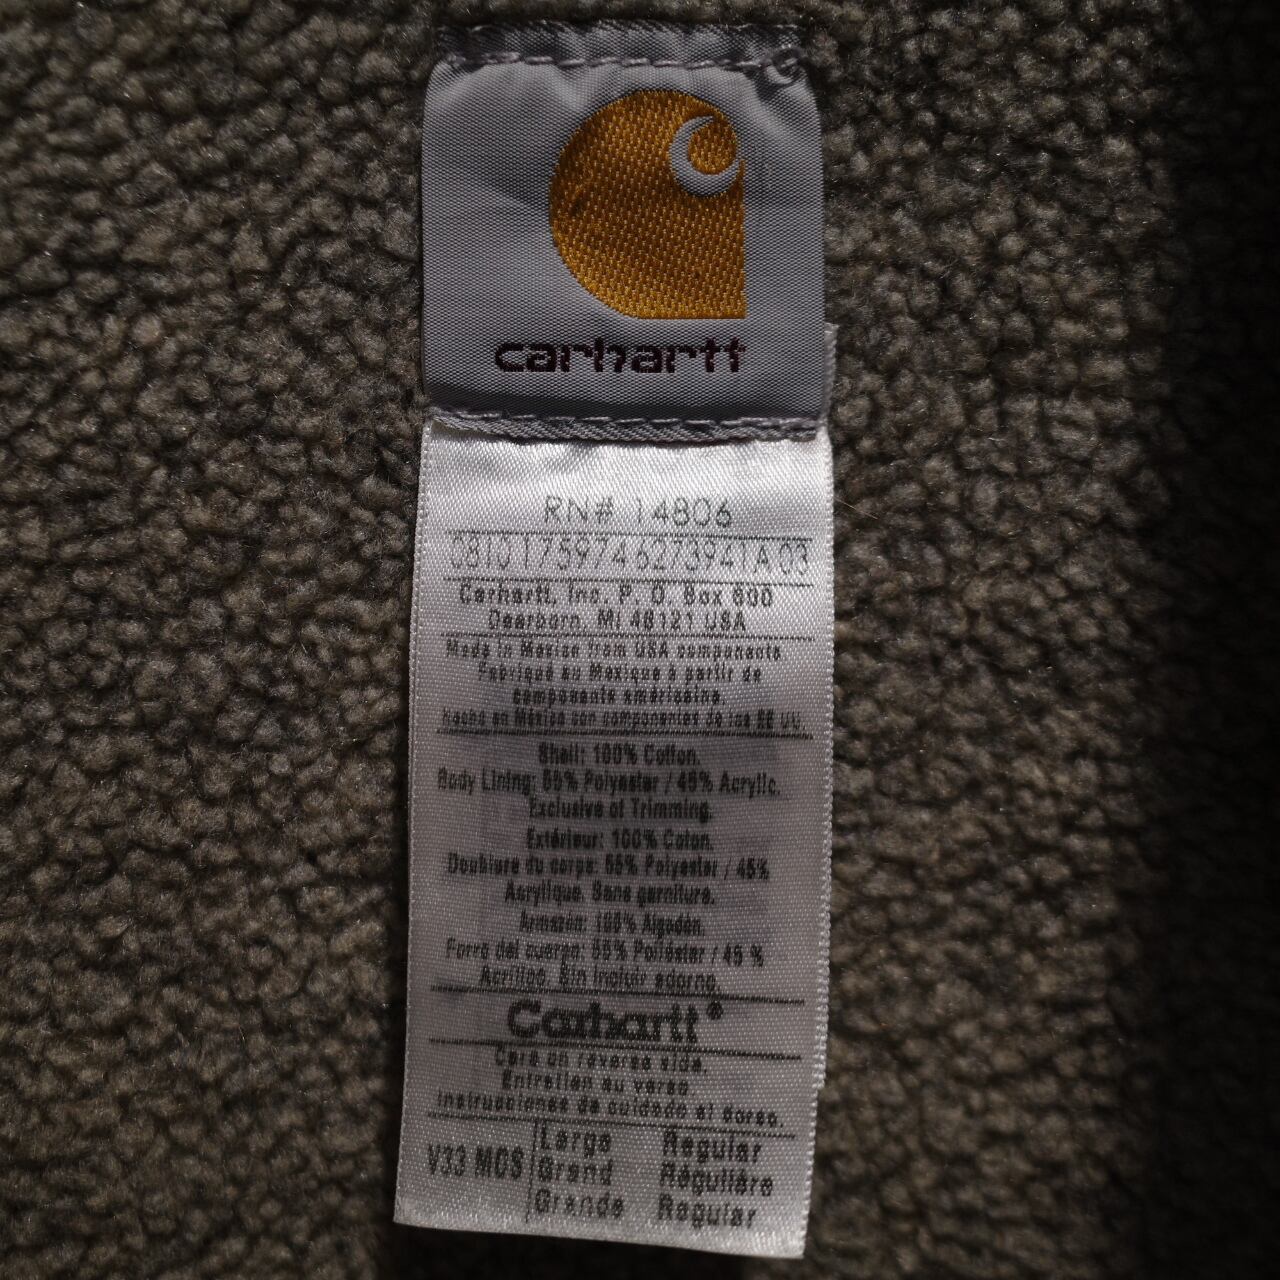 carhartt
RN# 14806
0810175974627 3941A 03
Carhartt, Inc. P. O. Box 600
Dearborn, MI 48121 USA
Made in Mexico from USA components
Fabriqué au Mexique à partir de
composants américains.
Hecho en México con componentes de los EE UU.
Shell: 100% Cotton.
Body Lining: 55% Polyester / 45% Acrylic.
Exclusive of Trimming.
Extérieur: 100% Coton.
Doublure du corps: 55% Polyester / 45%
Acrylique. Sans garniture.
Armazón: 100% Algodón.
Forro del cuerpo: 55% Poliéster / 45 %
Acrílico. Sin incluir adorno.
Carhartt®
Care on reverse side.
Entretien au verso
Instrucciones de cuidado al dorso.
V33 MOS Large Regular
Grand Régulière
Grande Regular